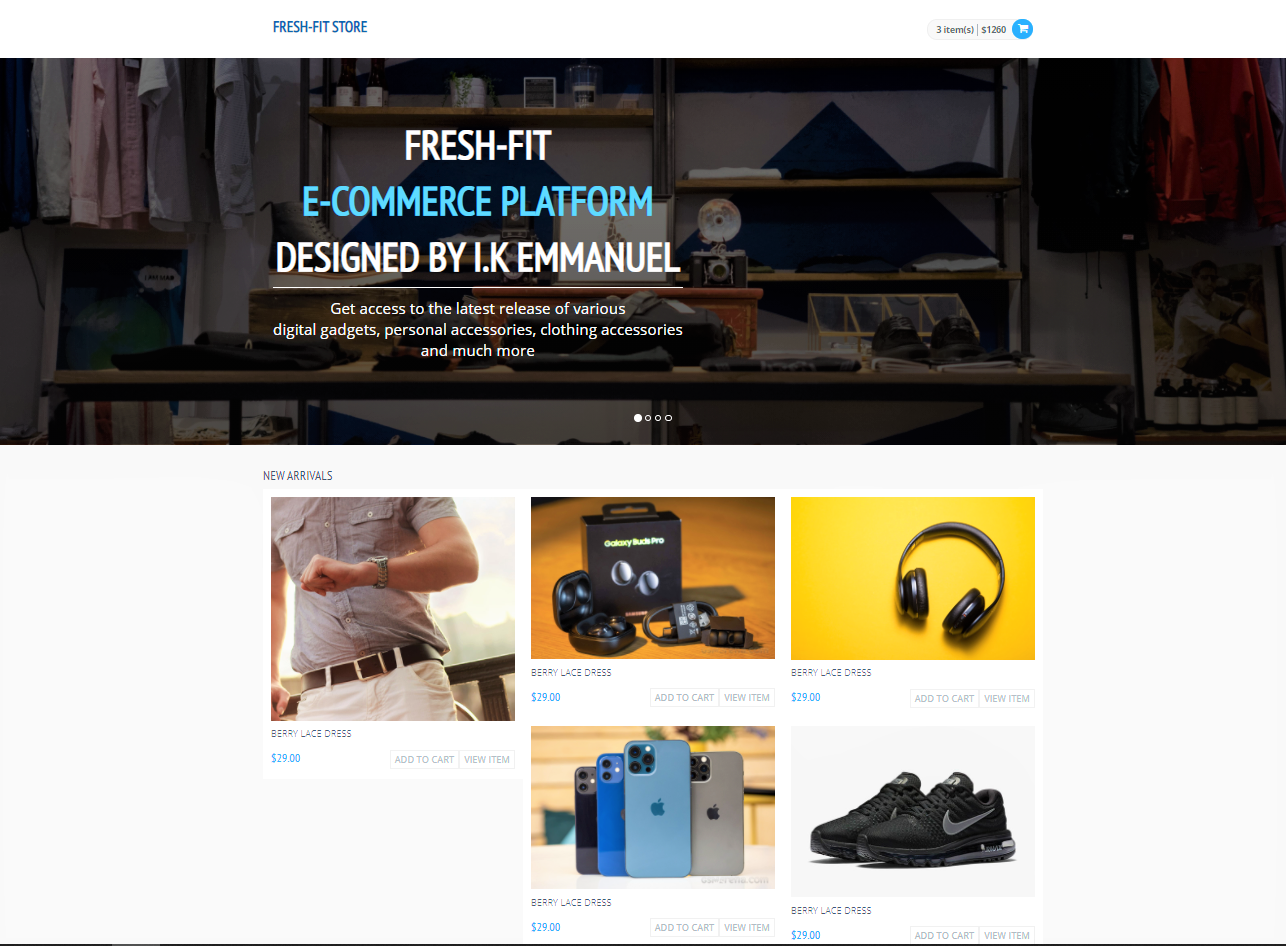 FRESH-FIT STORE
3 item(s) | $1260
FRESH-FIT
E-COMMERCE PLATFORM
DESIGNED BY I.K EMMANUEL
Get access to the latest release of various
digital gadgets, personal accessories, clothing accessories
and much more
NEW ARRIVALS
BERRY LACE DRESS
$29.00
ADD TO CART
VIEW ITEM
Galaxy Buds Pro
SAMSUNG
BERRY LACE DRESS
$29.00
ADD TO CART
VIEW ITEM
BERRY LACE DRESS
$29.00
ADD TO CART
VIEW ITEM
BERRY LACE DRESS
$29.00
ADD TO CART
VIEW ITEM
BERRY LACE DRESS
$29.00
ADD TO CART
VIEW ITEM